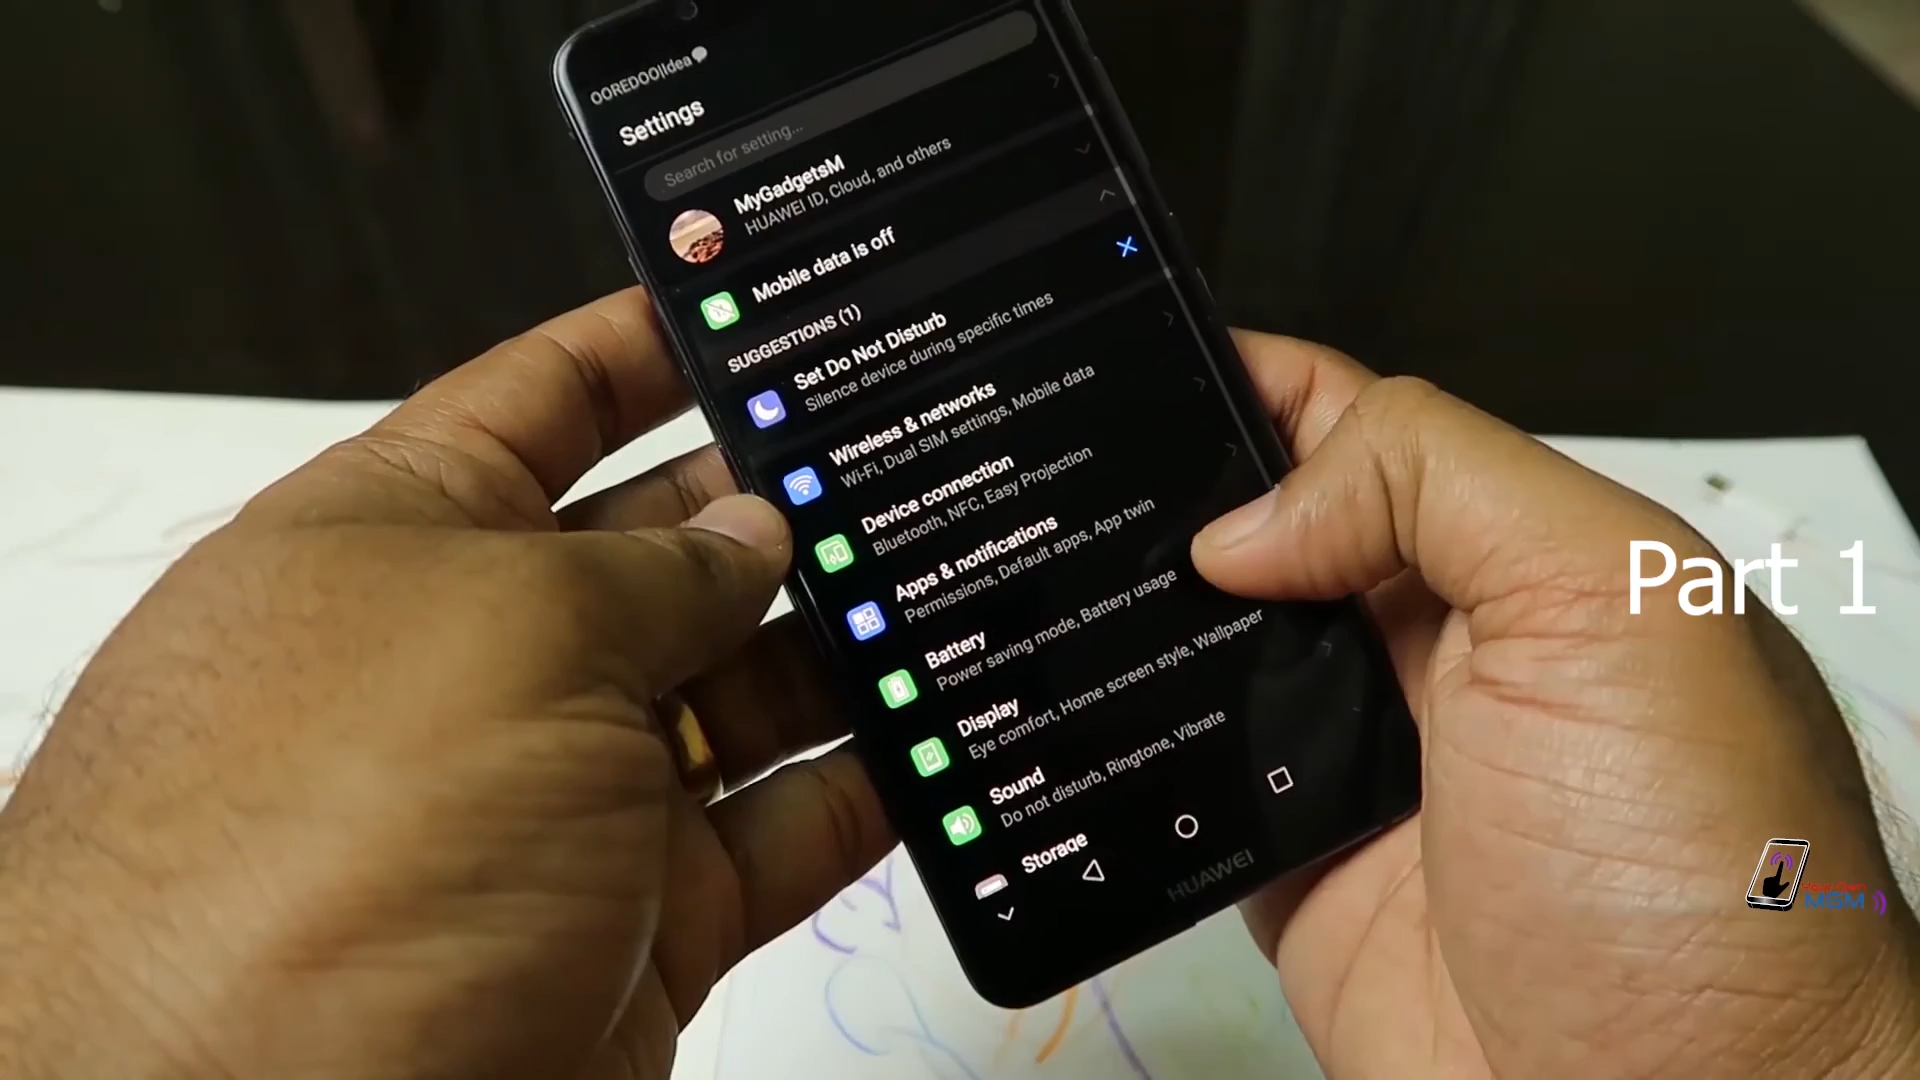 OOREDOO|Idea
Settings
Search for setting...
MyGadgetsM
HUAWEI ID, Cloud, and others
Mobile data is off
SUGGESTIONS (1)
Set Do Not Disturb
Silence device during specific times
Wireless & networks
Wi-Fi, Dual SIM settings, Mobile data
Device connection
Bluetooth, NFC, Easy Projection
Apps & notifications
Permissions, Default apps, App twin
Battery
Power saving mode, Battery usage
Display
Eye comfort, Home screen style, Wallpaper
Sound
Do not disturb, Ringtone, Vibrate
Storage
HUAWEI
Part 1
MGM